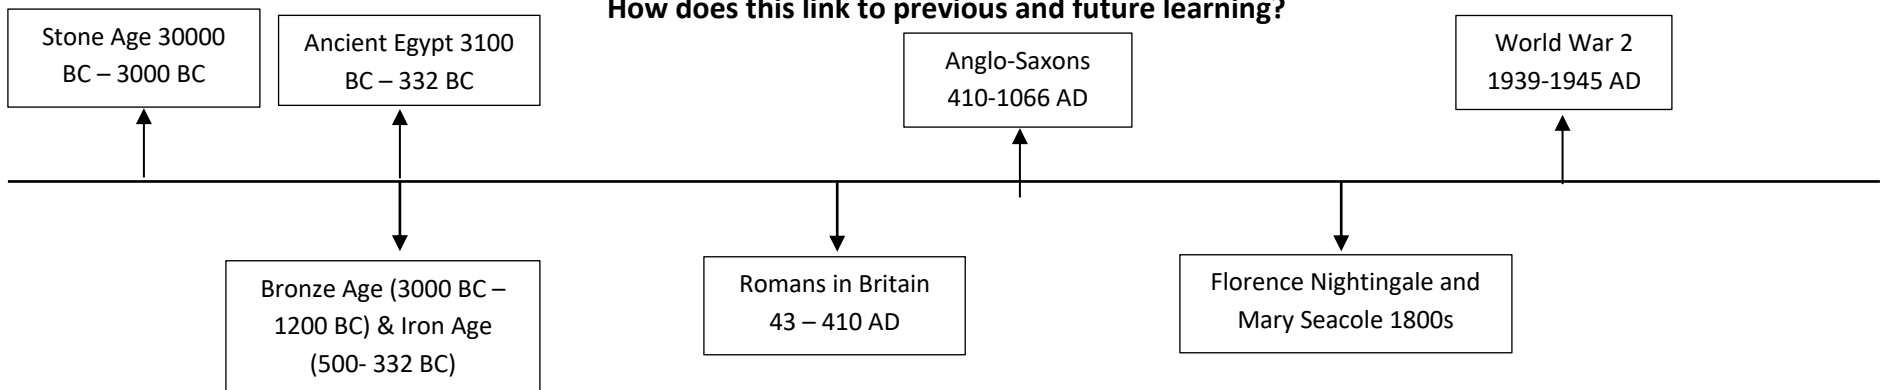 How does this link to previous and future learning?
Stone Age 30000
BC – 3000 BC
Ancient Egypt 3100
BC – 332 BC
Anglo-Saxons
410-1066 AD
World War 2
1939-1945 AD
Bronze Age (3000 BC –
1200 BC) & Iron Age
(500- 332 BC)
Romans in Britain
43 – 410 AD
Florence Nightingale and
Mary Seacole 1800s